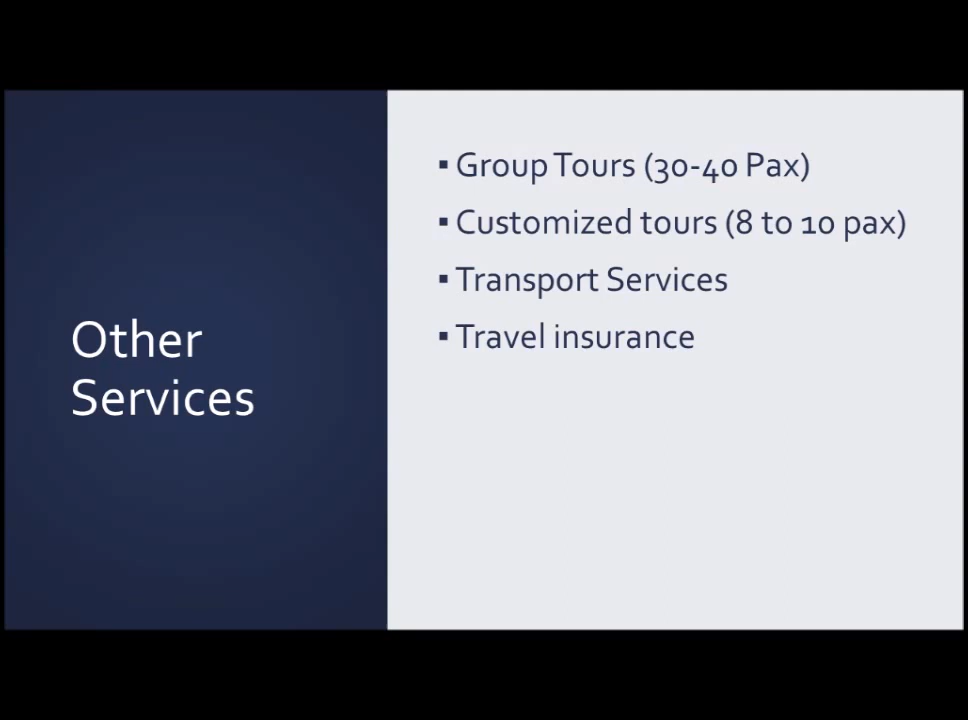 Other
Services
▪ Group Tours (30-40 Pax)
▪ Customized tours (8 to 10 pax)
▪ Transport Services
▪ Travel insurance